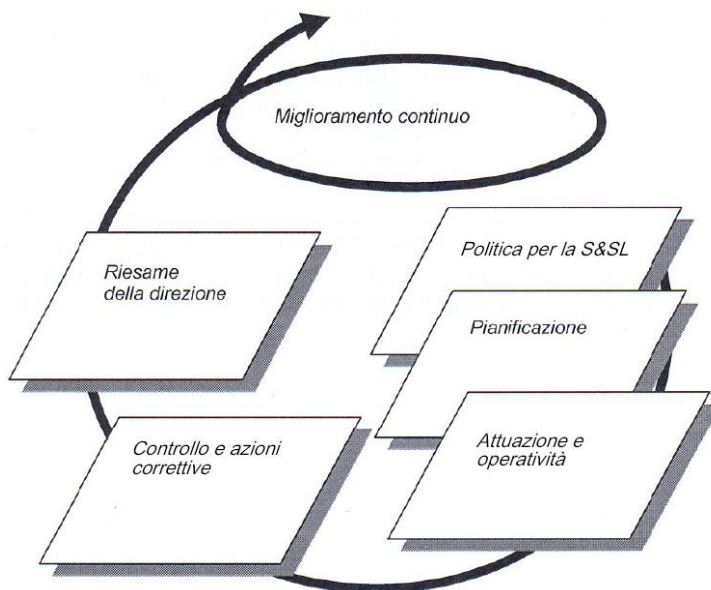 Miglioramento continuo
Politica per la S&SL
Pianificazione
Attuazione e
operatività
Controllo e azioni
correttive
Riesame
della direzione